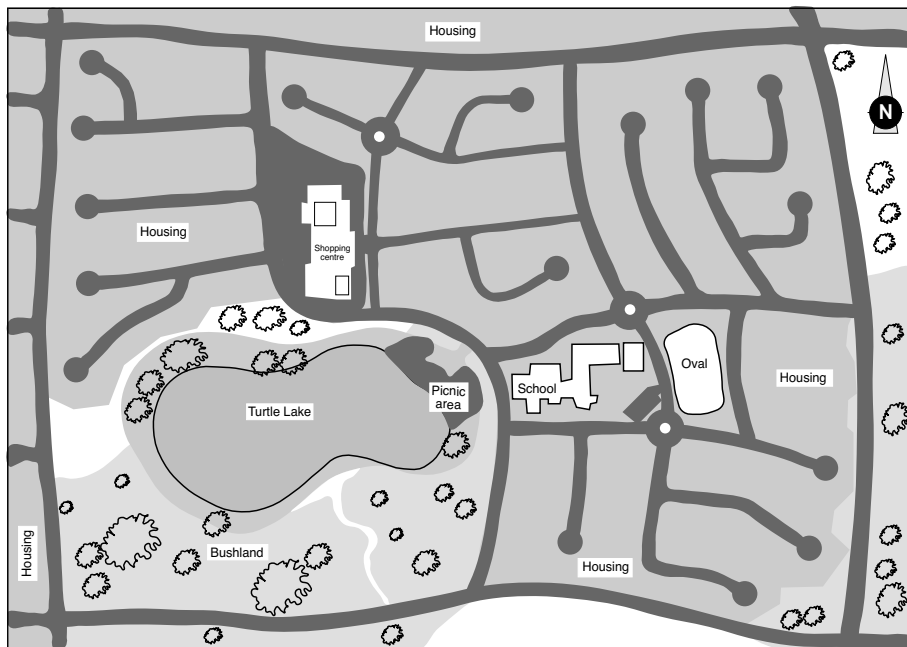 Housing
N
Housing
Shopping
centre
Oval
Housing
School
Picnic
area
Turtle Lake
Housing
Bushland
Housing